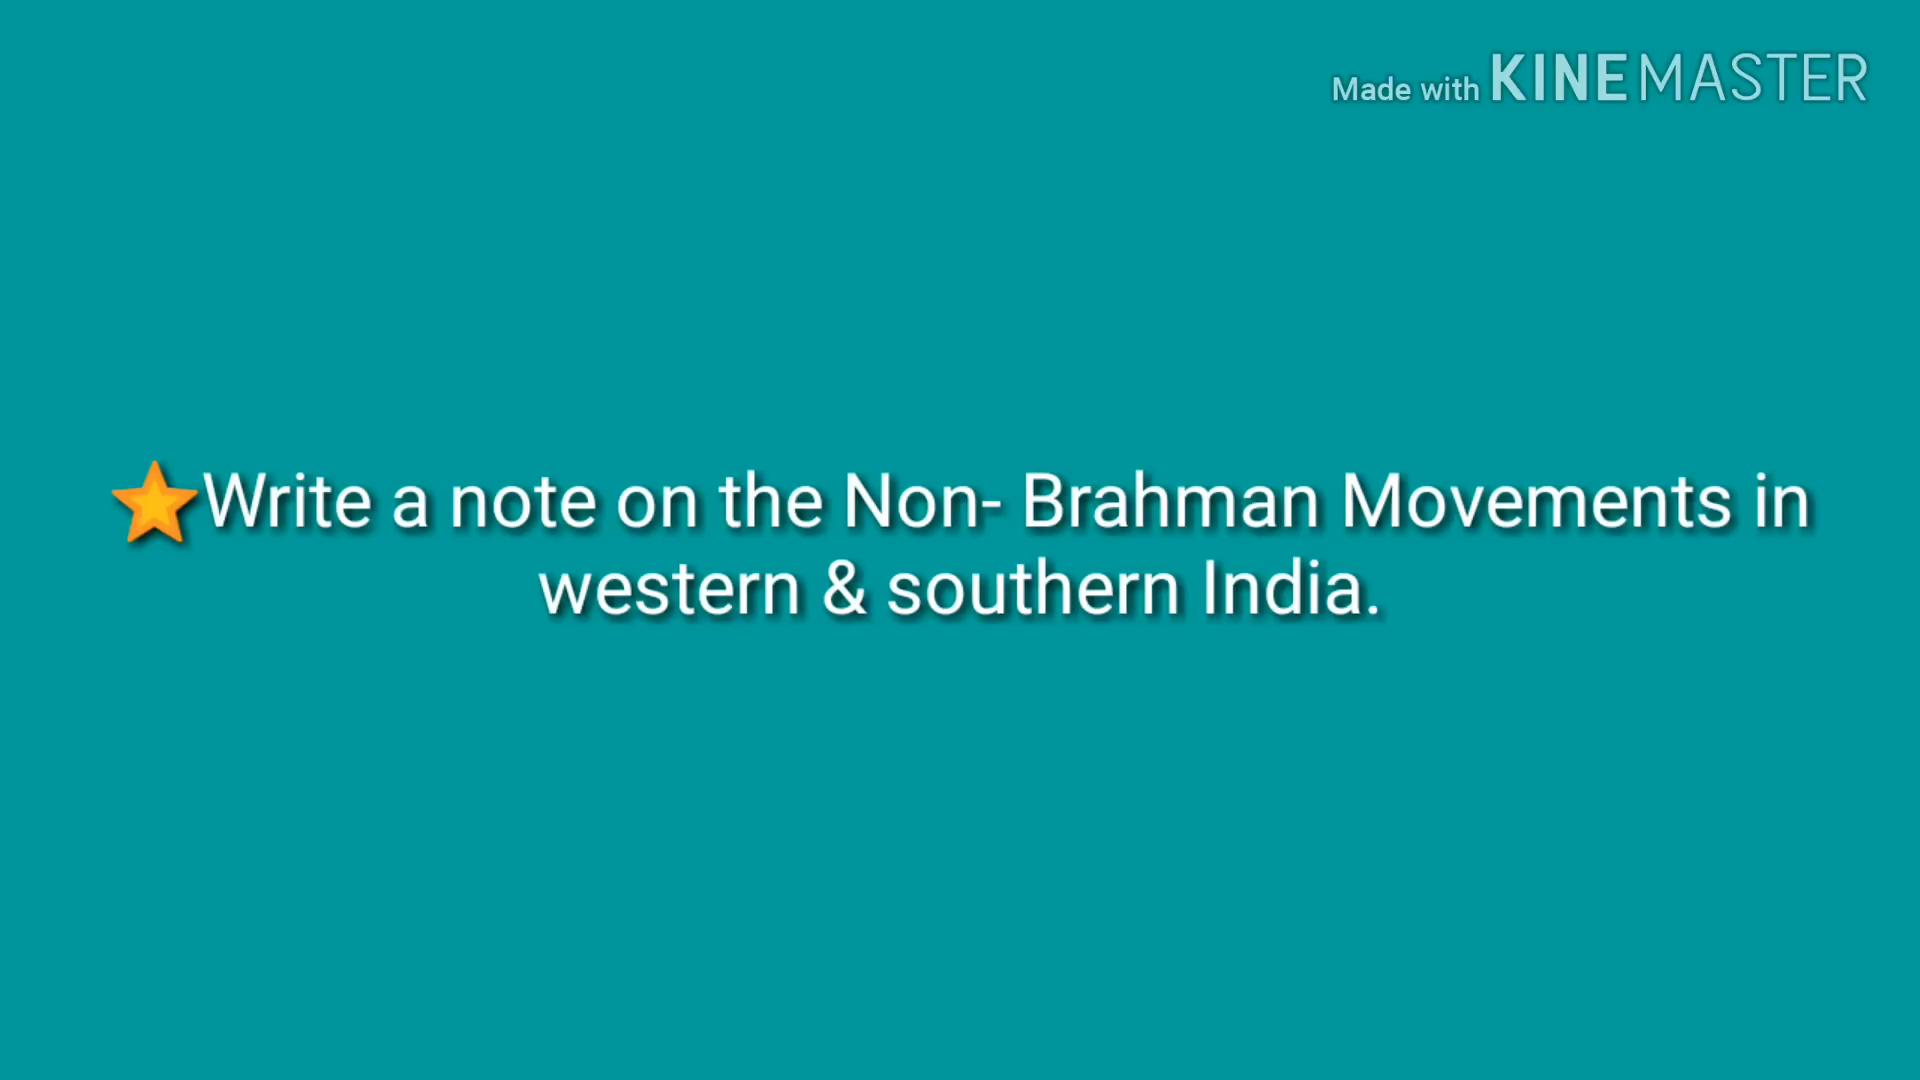 Made with KINEMASTER
⭐Write a note on the Non- Brahman Movements in
western & southern India.